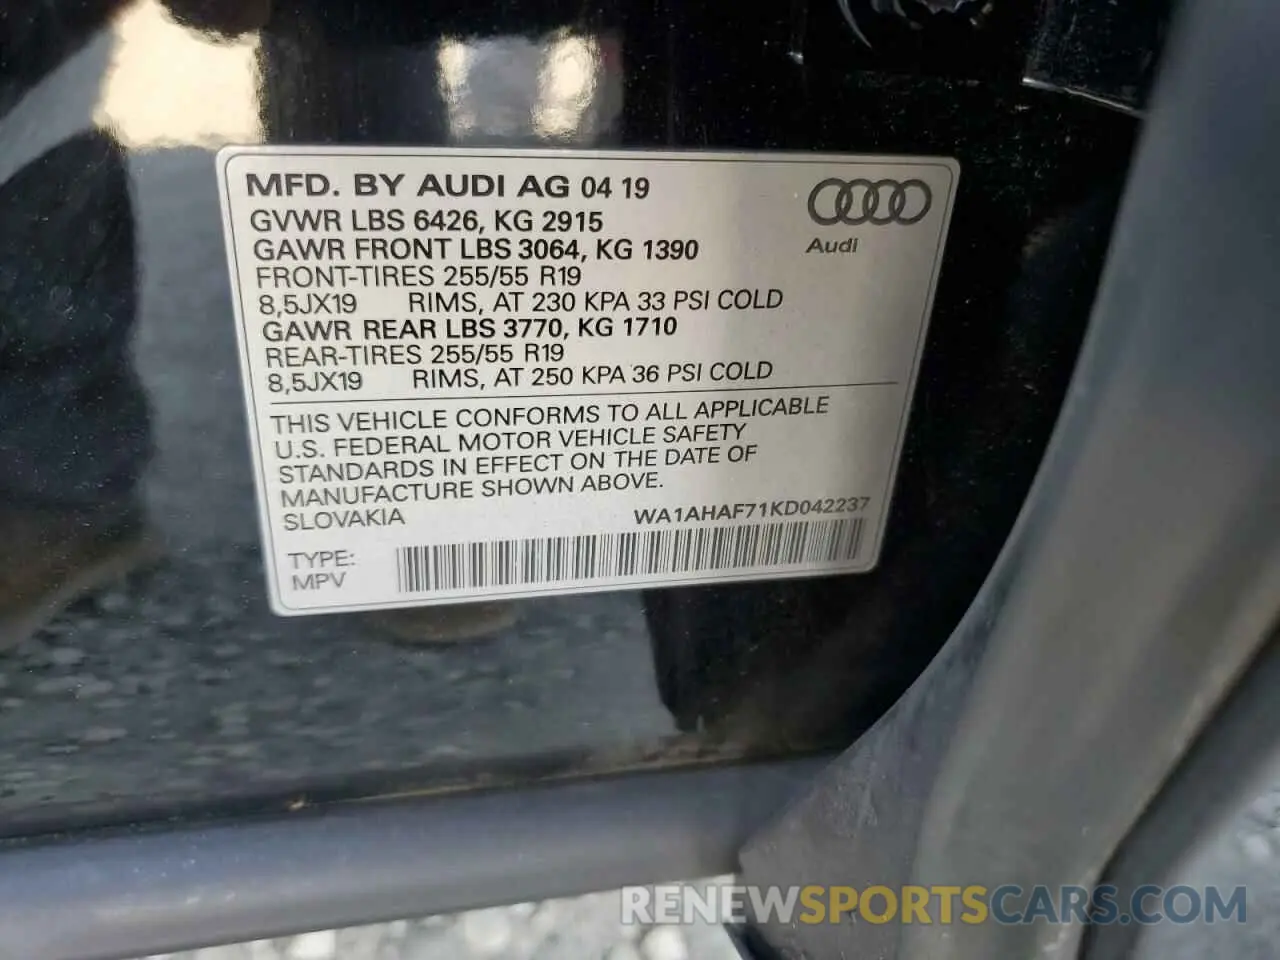 MFD. BY AUDI AG 04 19
GVWR LBS 6426, KG 2915
GAWR FRONT LBS 3064, KG 1390
FRONT-TIRES 255/55 R19
8,5JX19 RIMS, AT 230 KPA 33 PSI COLD
GAWR REAR LBS 3770, KG 1710
REAR-TIRES 255/55 R19
8,5JX19 RIMS, AT 250 KPA 36 PSI COLD
Audi
THIS VEHICLE CONFORMS TO ALL APPLICABLE
U.S. FEDERAL MOTOR VEHICLE SAFETY
STANDARDS IN EFFECT ON THE DATE OF
MANUFACTURE SHOWN ABOVE.
SLOVAKIA WA1AHAF71KD042237
TYPE:
MPV
RENEWSPORTSCARS.COM